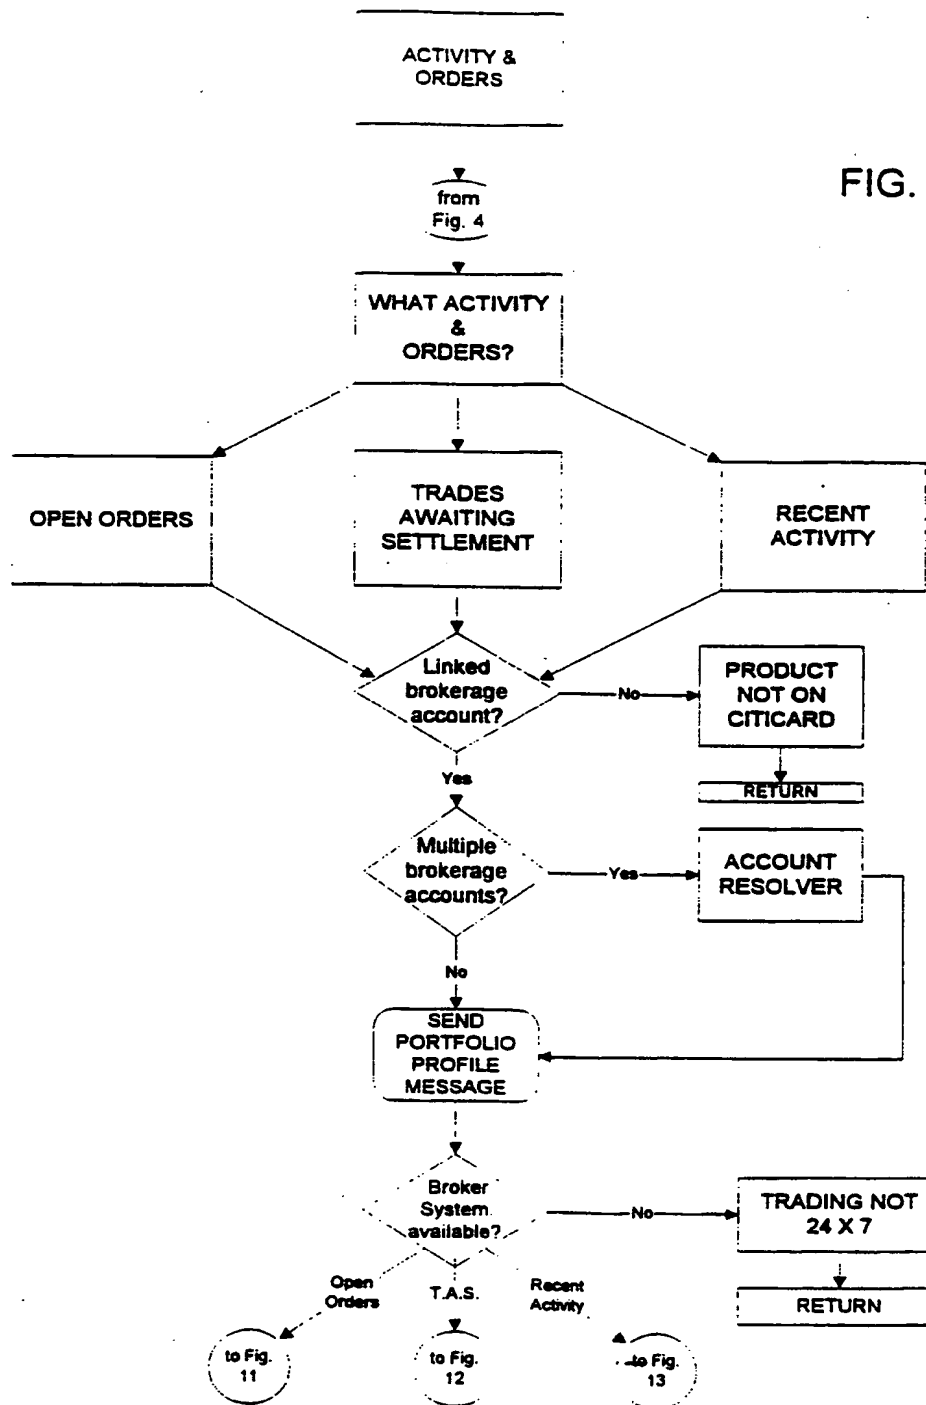 ACTIVITY &
ORDERS
FIG.
from
Fig. 4
WHAT ACTIVITY
&
ORDERS?
OPEN ORDERS
TRADES
AWAITING
SETTLEMENT
RECENT
ACTIVITY
Linked
brokerage
account?
No
PRODUCT
NOT ON
CITICARD
RETURN
Yes
Multiple
brokerage
accounts?
Yes
ACCOUNT
RESOLVER
No
SEND
PORTFOLIO
PROFILE
MESSAGE
Broker
System
available?
No
TRADING NOT
24 X 7
RETURN
Open
Orders
T.A.S.
Recent
Activity
to Fig.
11
to Fig.
12
to Fig.
13